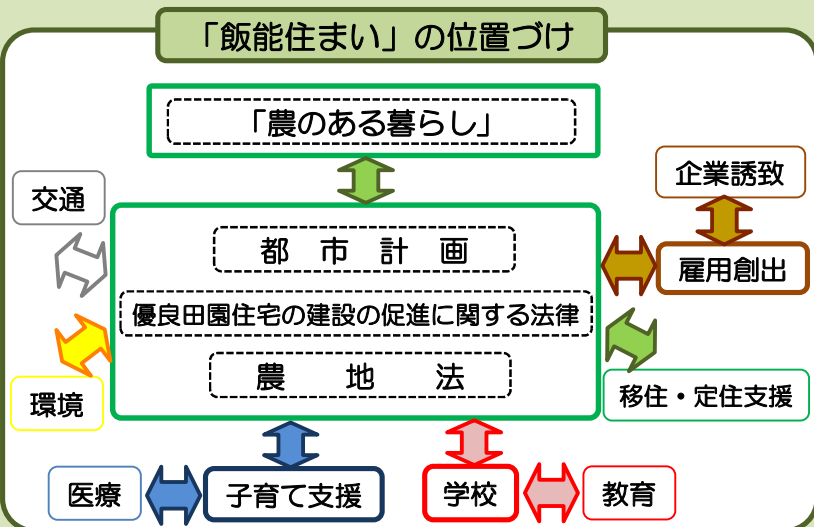 「飯能住まい」の位置づけ
「農のある暮らし」
企業誘致
交通
都　市　計　画
雇用創出
優良田園住宅の建設の促進に関する法律
農　地　法
環境
移住・定住支援
医療
子育て支援
学校
教育